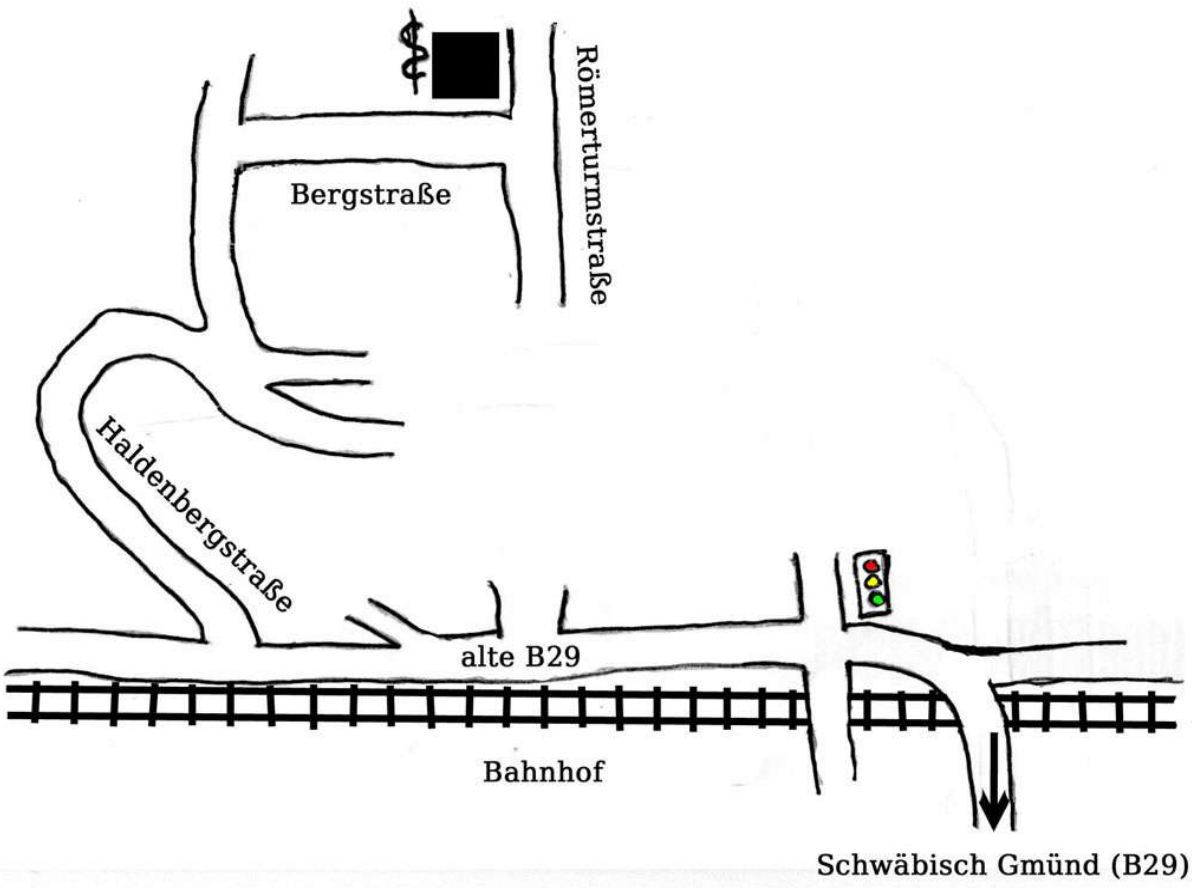 Römerturmstraße
Bergstraße
Haldenbergstraße
alte B29
Bahnhof
Schwäbisch Gmünd (B29)